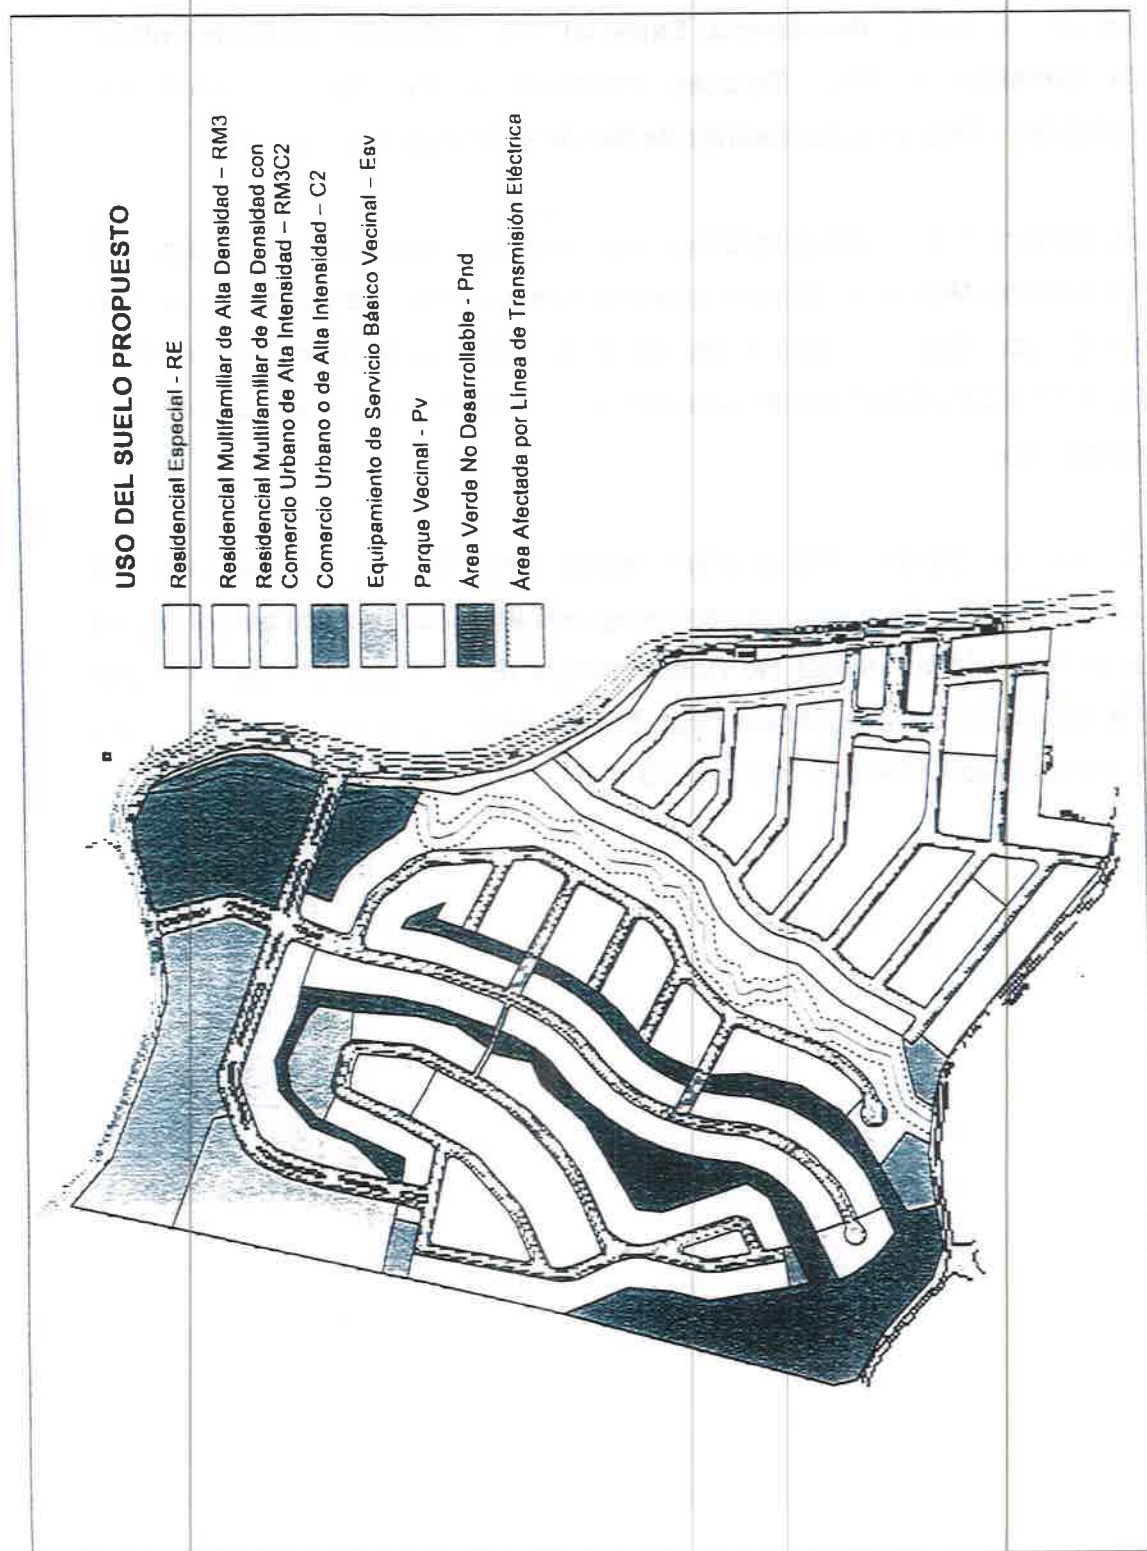 USO DEL SUELO PROPUESTO
Residencial Especial - RE
Residencial Multifamiliar de Alta Densidad – RM3
Residencial Multifamiliar de Alta Densidad con
Comercio Urbano de Alta Intensidad – RM3C2
Comercio Urbano o de Alta Intensidad – C2
Equipamiento de Servicio Básico Vecinal – Esv
Parque Vecinal - Pv
Área Verde No Desarrollable - Pnd
Área Afectada por Línea de Transmisión Eléctrica